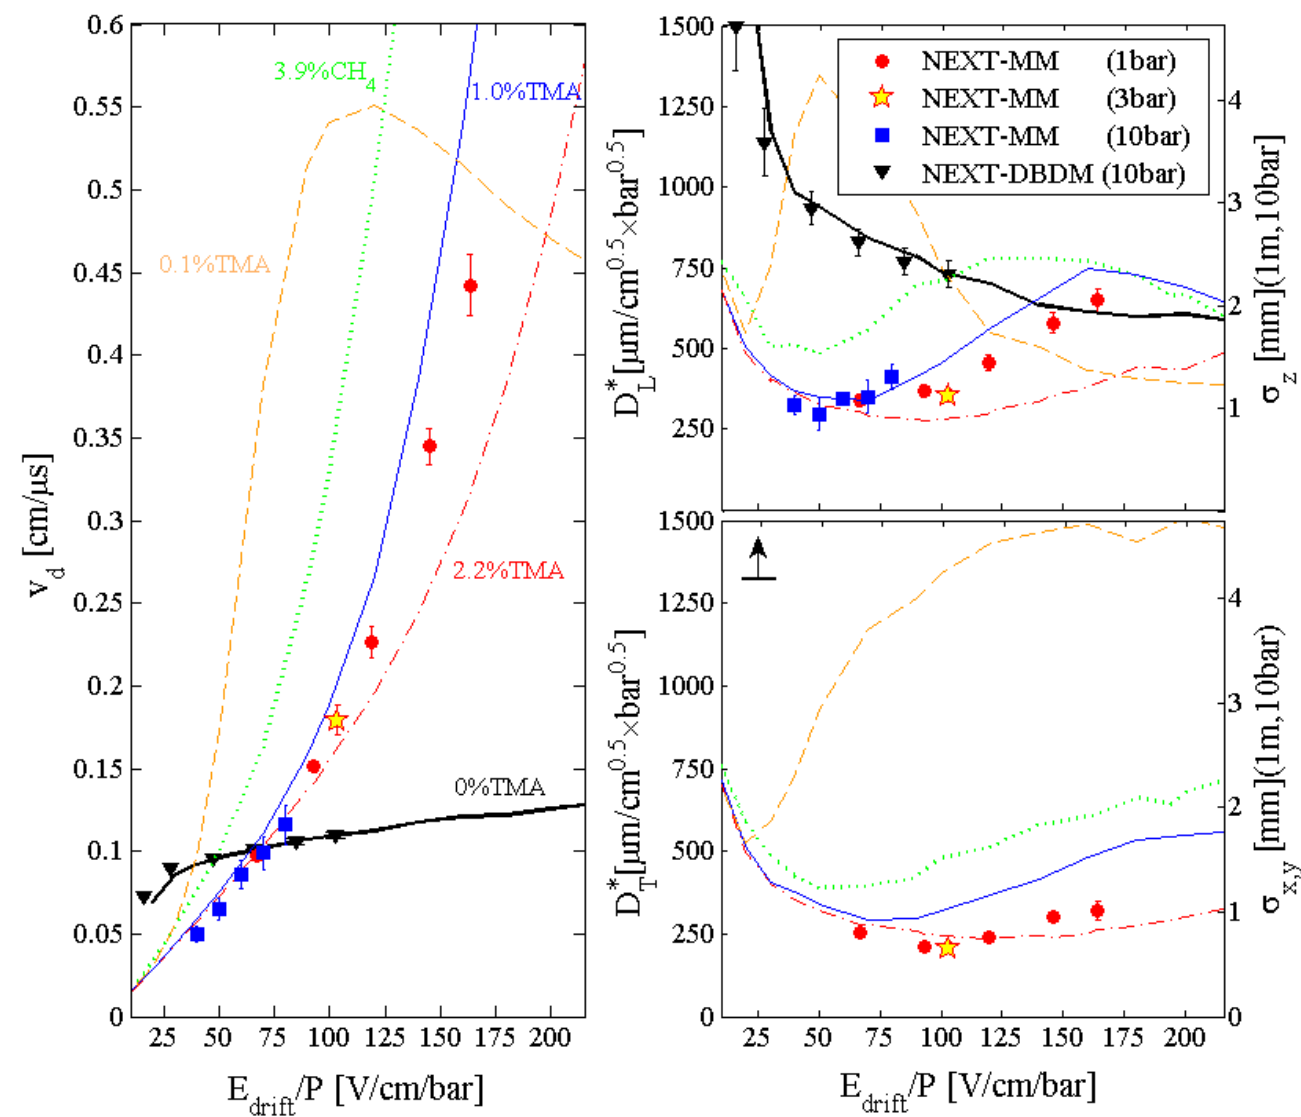 0.6
0.55
0.5
0.45
0.4
0.35
0.3
0.25
0.2
0.15
0.1
0.05
0
v_d [cm/μs]
3.9%CH_4
1.0%TMA
0.1%TMA
2.2%TMA
0%TMA
25 50 75 100 125 150 175 200
E_drift/P [V/cm/bar]
1500
1250
1000
750
500
250
D_L^*[μm/cm^0.5×bar^0.5]
NEXT-MM (1bar)
NEXT-MM (3bar)
NEXT-MM (10bar)
NEXT-DBDM (10bar)
4
3
2
1
σ_z [mm](1m,10bar)
1500
1250
1000
750
500
250
0
D_T^*[μm/cm^0.5×bar^0.5]
4
3
2
1
0
σ_x,y [mm](1m,10bar)
25 50 75 100 125 150 175 200
E_drift/P [V/cm/bar]